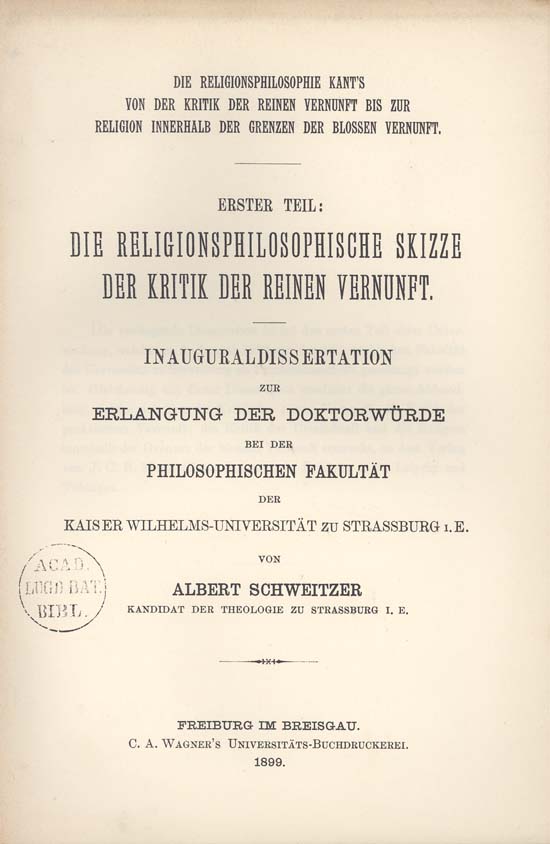 DIE RELIGIONSPHILOSOPHIE KANT'S
VON DER KRITIK DER REINEN VERNUNFT BIS ZUR
RELIGION INNERHALB DER GRENZEN DER BLOSSEN VERNUNFT.
ERSTER TEIL:
DIE RELIGIONSPHILOSOPHISCHE SKIZZE
DER KRITIK DER REINEN VERNUNFT.
INAUGURALDISSERTATION
ZUR
ERLANGUNG DER DOKTORWÜRDE
BEI DER
PHILOSOPHISCHEN FAKULTÄT
DER
KAISER WILHELMS-UNIVERSITÄT ZU STRASSBURG I. E.
VON
ALBERT SCHWEITZER
KANDIDAT DER THEOLOGIE ZU STRASSBURG I. E.
ACAD.
LUGD BAT.
BIBL.
FREIBURG IM BREISGAU.
C. A. WAGNER'S UNIVERSITÄTS-BUCHDRUCKEREI.
1899.